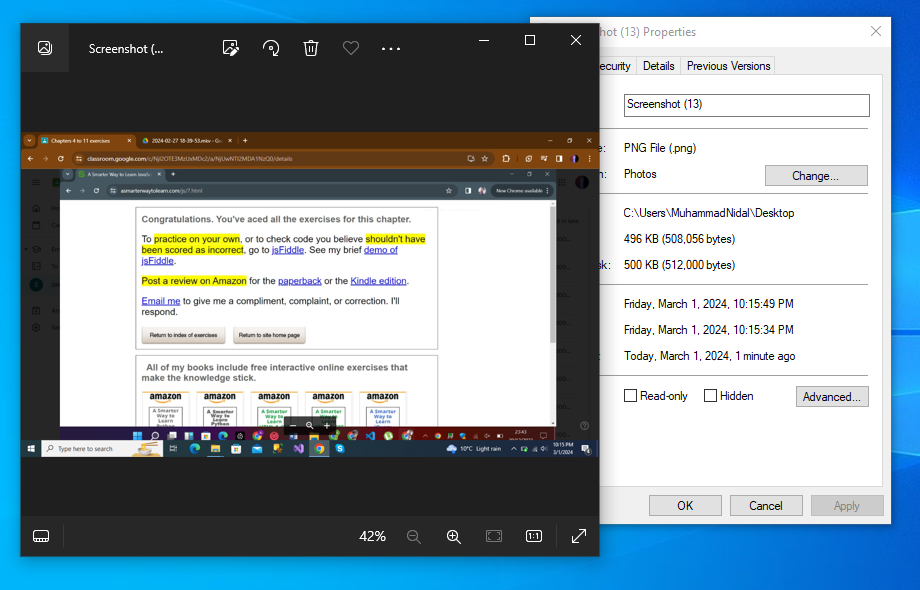 Screenshot (...
hot (13) Properties
ecurity
Details
Previous Versions
Screenshot (13)
PNG File (.png)
Photos
Change...
C:\Users\MuhammadNidal\Desktop
496 KB (508,056 bytes)
500 KB (512,000 bytes)
Friday, March 1, 2024, 10:15:49 PM
Friday, March 1, 2024, 10:15:34 PM
Today, March 1, 2024, 1 minute ago
Read-only
Hidden
Advanced...
OK
Cancel
Apply
Chapters 4 to 11 exercises
2024-02-27 18-39-53.mkv - Go
A Smarter Way to Learn JavaSc
asmarterwaytolearn.com/js/7.html
New Chrome available
Congratulations. You've aced all the exercises for this chapter.
To practice on your own, or to check code you believe shouldn't have
been scored as incorrect, go to jsFiddle. See my brief demo of
jsFiddle.
Post a review on Amazon for the paperback or the Kindle edition.
Email me to give me a compliment, complaint, or correction. I'll
respond.
Return to index of exercises
Return to site home page
All of my books include free interactive online exercises that
make the knowledge stick.
amazon
amazon
amazon
amazon
amazon
A Smarter
Way to
Learn
A Smarter
Way to
Learn
A Smarter
Way to
Learn
A Smarter
Way to
Learn
A Smarter
Way to
Learn
Type here to search
10°C Light rain
10:15 PM
3/1/2024
42%
1:1